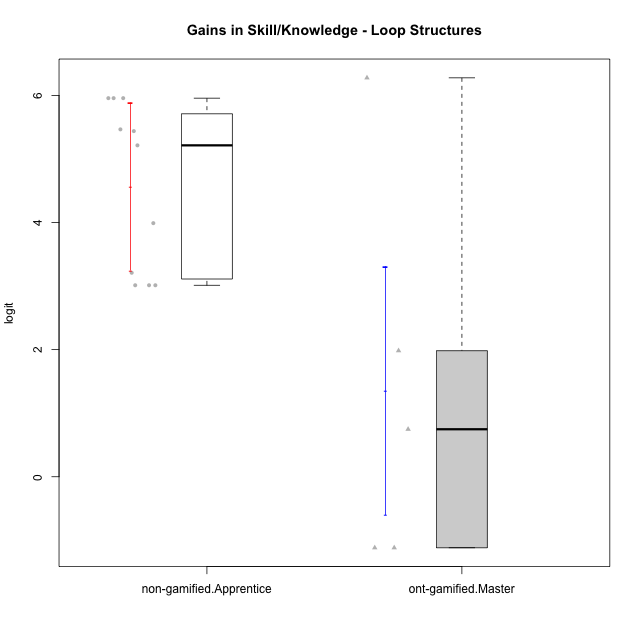 Gains in Skill/Knowledge - Loop Structures
logit
6
4
2
0
non-gamified.Apprentice
ont-gamified.Master